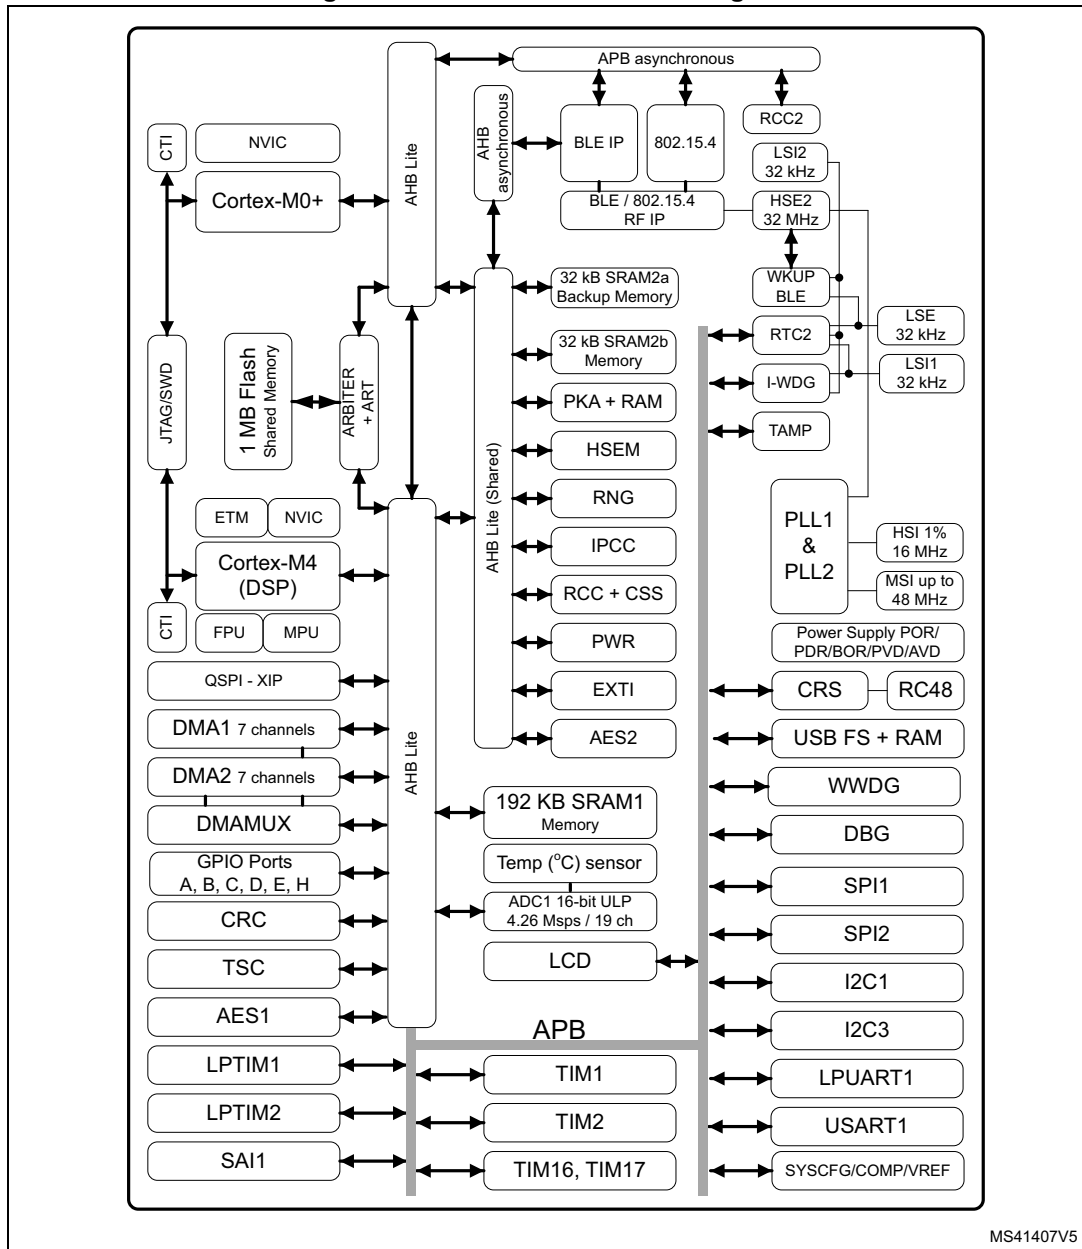 APB asynchronous
AHB Lite
AHB
asynchronous
BLE IP
802.15.4
RCC2
CTI
NVIC
LSI2
32 kHz
Cortex-M0+
BLE / 802.15.4
RF IP
HSE2
32 MHz
32 kB SRAM2a
Backup Memory
WKUP
BLE
LSE
32 kHz
RTC2
32 kB SRAM2b
Memory
LSI1
32 kHz
JTAG/SWD
1 MB Flash
Shared Memory
ARBITER
+ ART
I-WDG
PKA + RAM
TAMP
HSEM
AHB Lite (Shared)
RNG
ETM
NVIC
PLL1
&
PLL2
HSI 1%
16 MHz
IPCC
Cortex-M4
(DSP)
RCC + CSS
MSI up to
48 MHz
CTI
FPU
MPU
PWR
Power Supply POR/
PDR/BOR/PVD/AVD
QSPI - XIP
EXTI
CRS
RC48
DMA1 7 channels
AES2
USB FS + RAM
AHB Lite
DMA2 7 channels
WWDG
192 KB SRAM1
Memory
DMAMUX
DBG
GPIO Ports
A, B, C, D, E, H
Temp (°C) sensor
SPI1
CRC
ADC1 16-bit ULP
4.26 Msps / 19 ch
SPI2
TSC
LCD
I2C1
AES1
APB
I2C3
LPTIM1
TIM1
LPUART1
LPTIM2
TIM2
USART1
SAI1
TIM16, TIM17
SYSCFG/COMP/VREF
MS41407V5